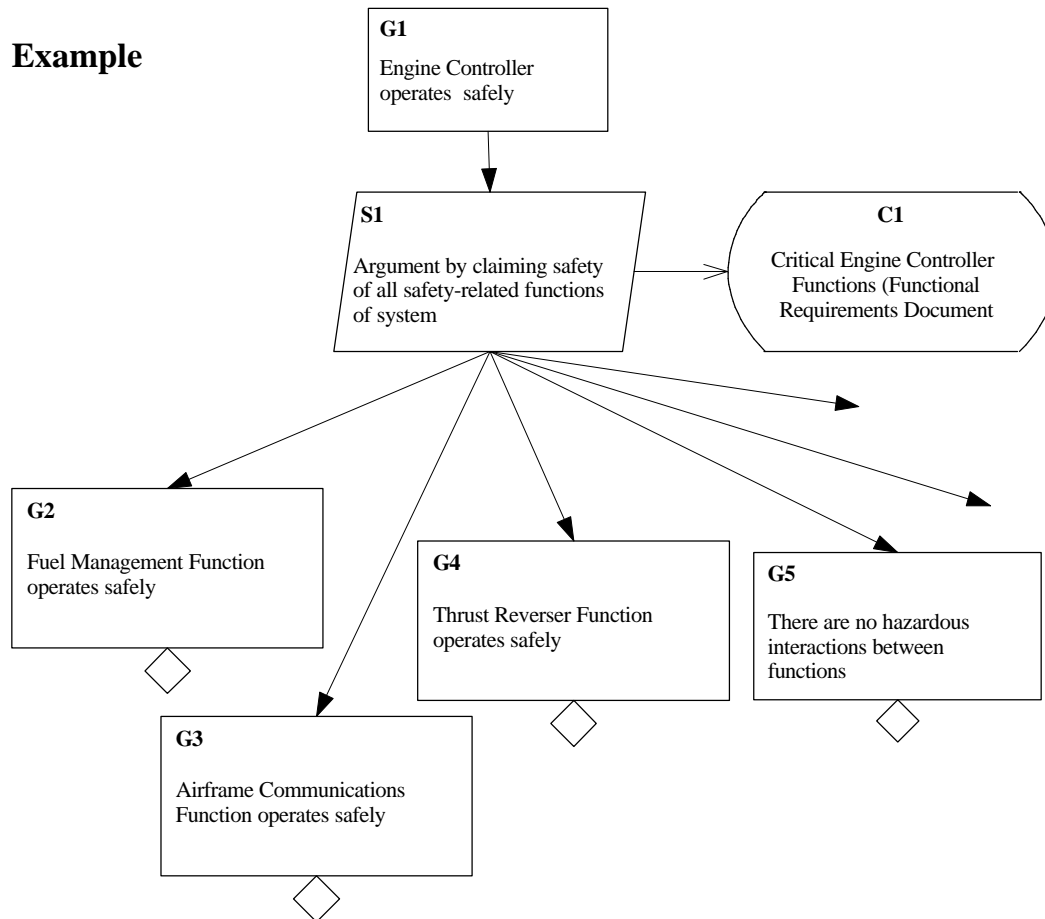 Example
G1
Engine Controller
operates safely
S1
Argument by claiming safety
of all safety-related functions
of system
C1
Critical Engine Controller
Functions (Functional
Requirements Document
G2
Fuel Management Function
operates safely
G4
Thrust Reverser Function
operates safely
G5
There are no hazardous
interactions between
functions
G3
Airframe Communications
Function operates safely